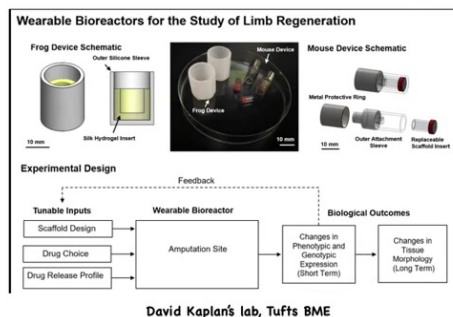 Wearable Bioreactors for the Study of Limb Regeneration
Frog Device Schematic
Outer Silicone Sleeve
Silk Hydrogel Insert
10 mm
Mouse Device
Frog Device
10 mm
Mouse Device Schematic
Metal Protective Ring
10 mm
Outer Attachment
Sleeve
Replaceable
Scaffold Insert
Experimental Design
Feedback
Tunable Inputs
Wearable Bioreactor
Biological Outcomes
Scaffold Design
Drug Choice
Drug Release Profile
Amputation Site
Changes in
Phenotypic and
Genotypic
Expression
(Short Term)
Changes in
Tissue
Morphology
(Long Term)
David Kaplan's lab, Tufts BME